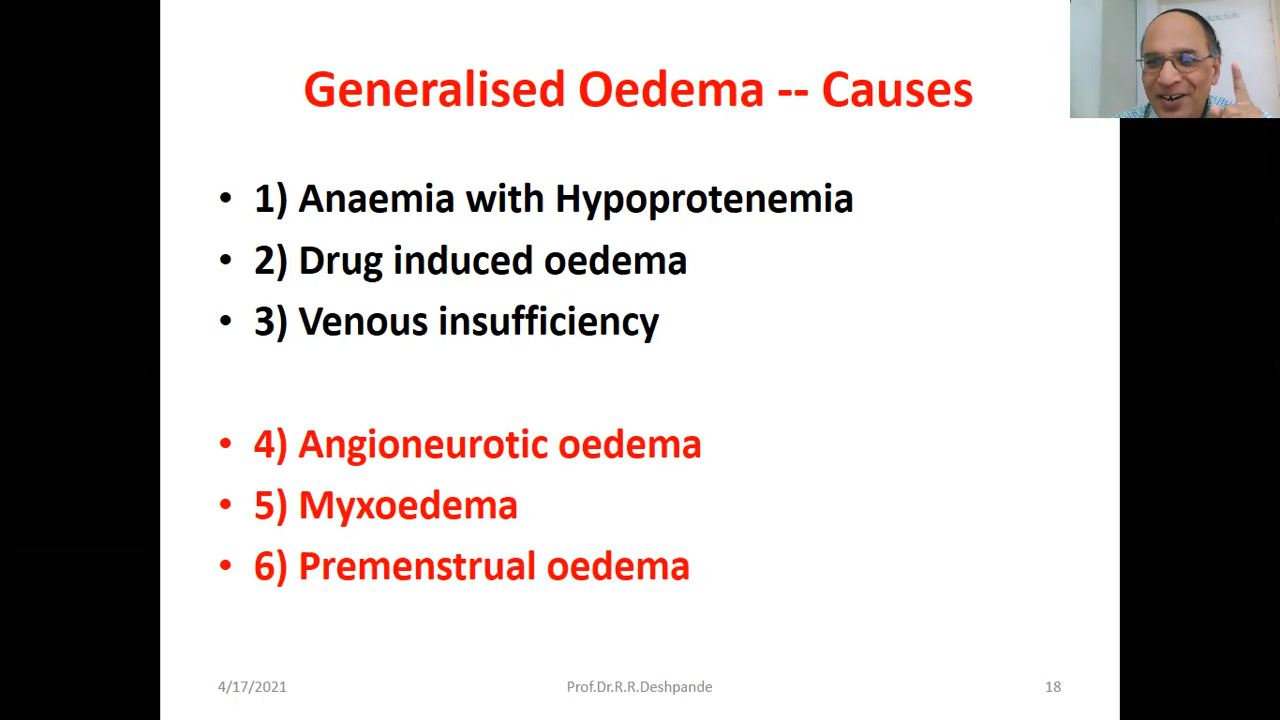 Generalised Oedema -- Causes
• 1) Anaemia with Hypoprotenemia
• 2) Drug induced oedema
• 3) Venous insufficiency
• 4) Angioneurotic oedema
• 5) Myxoedema
• 6) Premenstrual oedema
4/17/2021 Prof.Dr.R.R.Deshpande 18